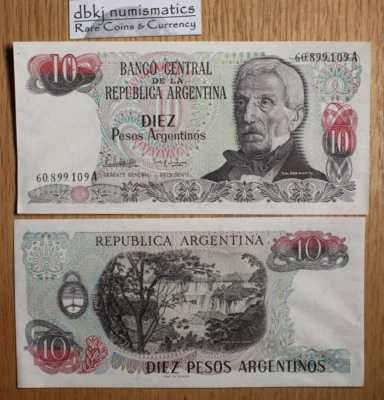 dbkj numismatics
Rare Coins & Currency
10
BANCO CENTRAL
DE LA
REPUBLICA ARGENTINA
60.899.109 A
DIEZ
Pesos Argentinos
10
60.899.109 A
GERENTE GENERAL
PRESIDENTE
10
REPUBLICA ARGENTINA
10
10
DIEZ PESOS ARGENTINOS